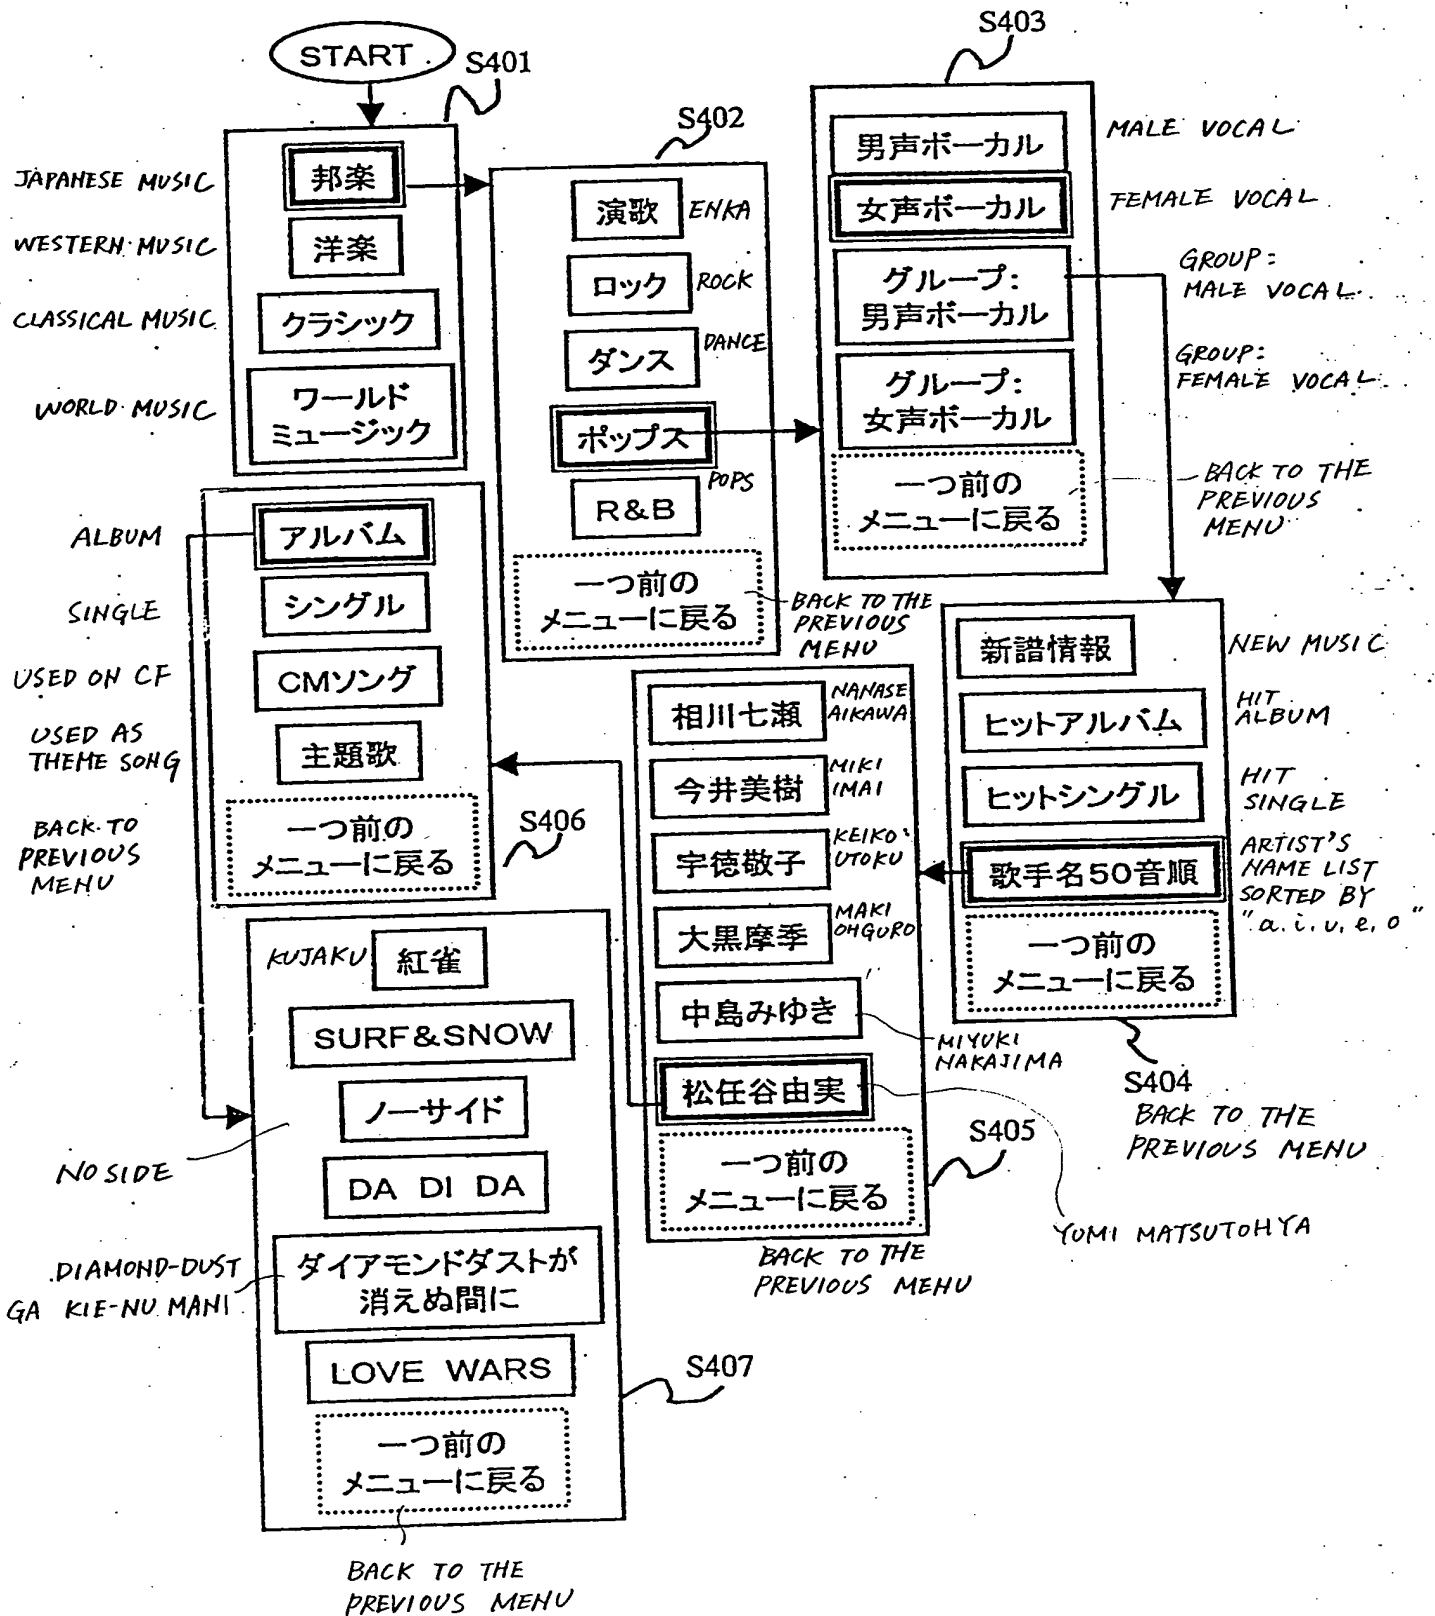 START
S401
邦楽
JAPANESE MUSIC
洋楽
WESTERN MUSIC
クラシック
CLASSICAL MUSIC
ワールド
ミュージック
WORLD MUSIC
S402
演歌
ENKA
ロック
ROCK
ダンス
DANCE
ポップス
POPS
R&B
一つ前の
メニューに戻る
BACK TO THE
PREVIOUS
MENU
S403
男声ボーカル
MALE VOCAL
女声ボーカル
FEMALE VOCAL
グループ:
男声ボーカル
GROUP:
MALE VOCAL
グループ:
女声ボーカル
GROUP:
FEMALE VOCAL
一つ前の
メニューに戻る
BACK TO THE
PREVIOUS
MENU
新譜情報
NEW MUSIC
ヒットアルバム
HIT
ALBUM
ヒットシングル
HIT
SINGLE
歌手名50音順
ARTIST'S
NAME LIST
SORTED BY
"a.i.u.e.o"
一つ前の
メニューに戻る
S404
BACK TO THE
PREVIOUS MENU
相川七瀬
NANASE
AIKAWA
今井美樹
MIKI
IMAI
宇徳敬子
KEIKO
UTOKU
大黒摩季
MAKI
OHGURO
中島みゆき
MIYUKI
NAKAJIMA
松任谷由実
YUMI MATSUTOHYA
一つ前の
メニューに戻る
S405
BACK TO THE
PREVIOUS MENU
アルバム
ALBUM
シングル
SINGLE
CMソング
USED ON CF
主題歌
USED AS
THEME SONG
一つ前の
メニューに戻る
BACK TO
PREVIOUS
MENU
S406
KUJAKU
紅雀
SURF&SNOW
ノーサイド
NO SIDE
DA DI DA
ダイアモンドダストが
消えぬ間に
DIAMOND-DUST
GA KIE-NU MANI
LOVE WARS
S407
一つ前の
メニューに戻る
BACK TO THE
PREVIOUS MENU